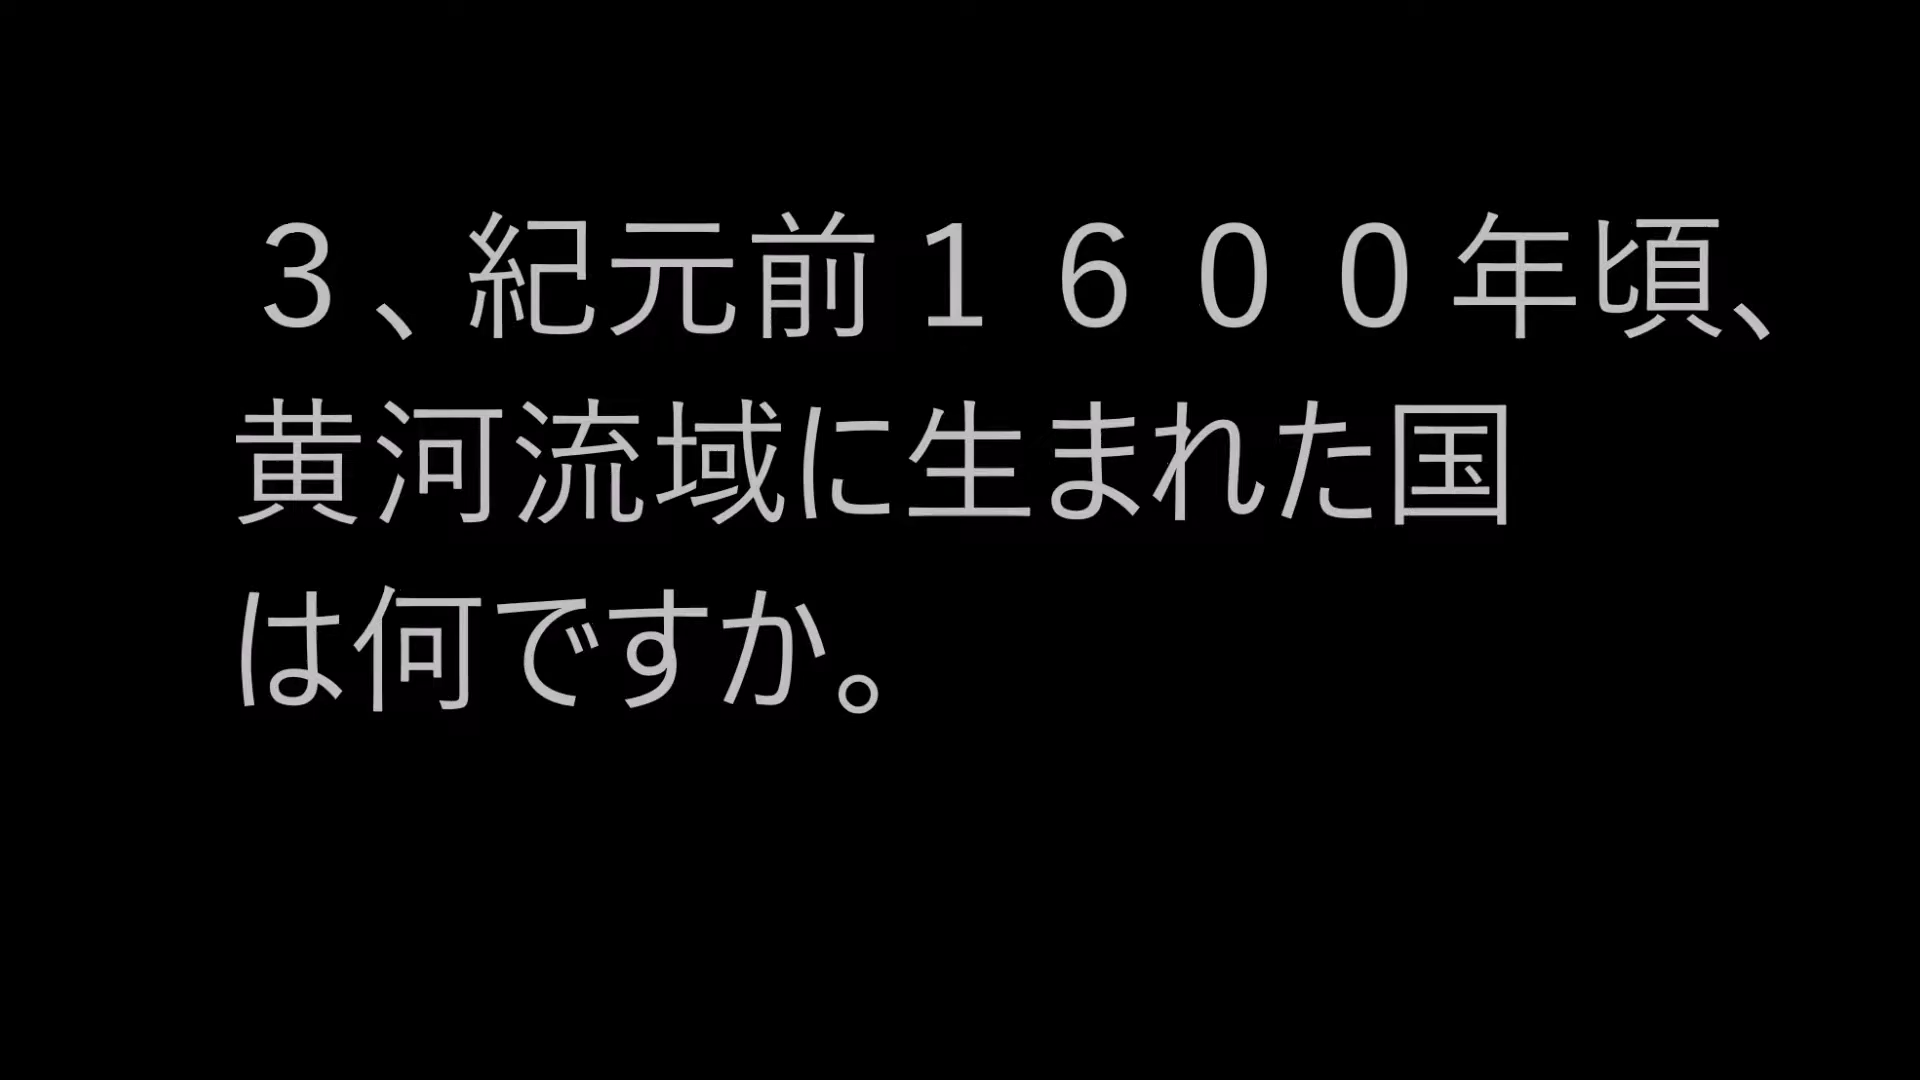 ３、紀元前１６００年頃、
黄河流域に生まれた国
は何ですか。